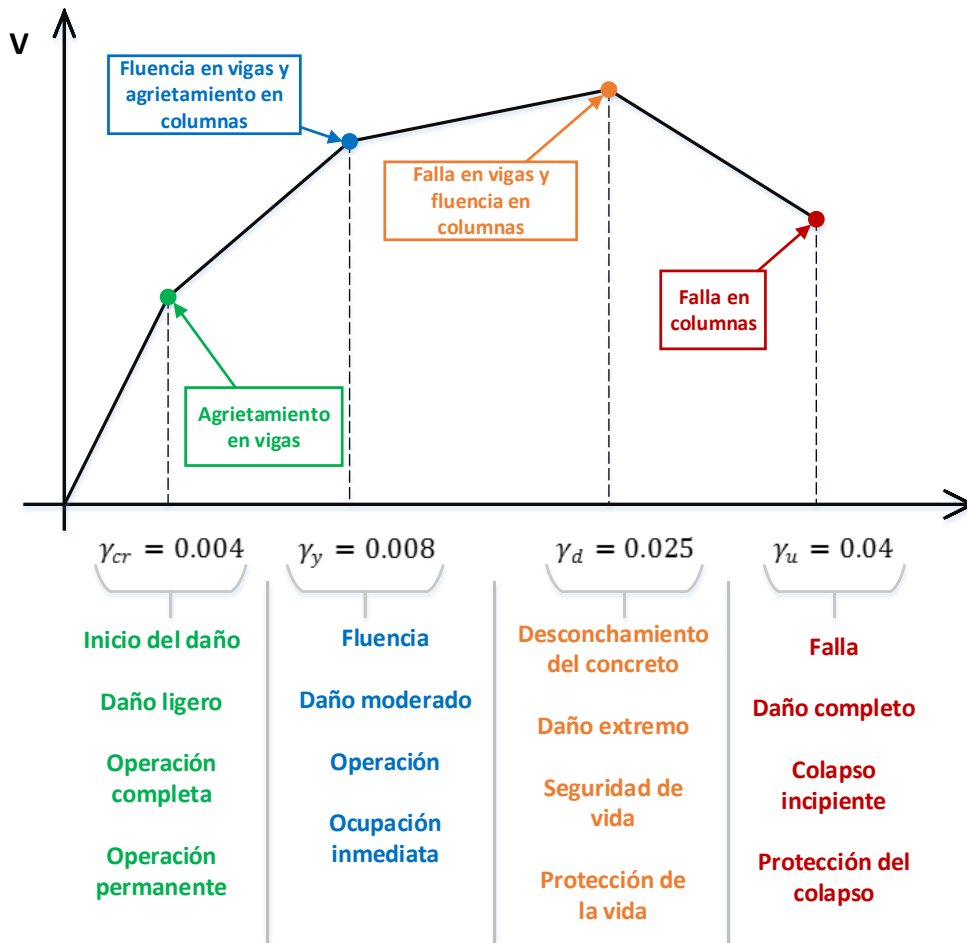 V
Fluencia en vigas y
agrietamiento en
columnas
Falla en vigas y
fluencia en
columnas
Falla en
columnas
Agrietamiento
en vigas
γcr = 0.004
γy = 0.008
γd = 0.025
γu = 0.04
Inicio del daño
Daño ligero
Operación
completa
Operación
permanente
Fluencia
Daño moderado
Operación
Ocupación
inmediata
Desconchamiento
del concreto
Daño extremo
Seguridad de
vida
Protección de
la vida
Falla
Daño completo
Colapso
incipiente
Protección del
colapso